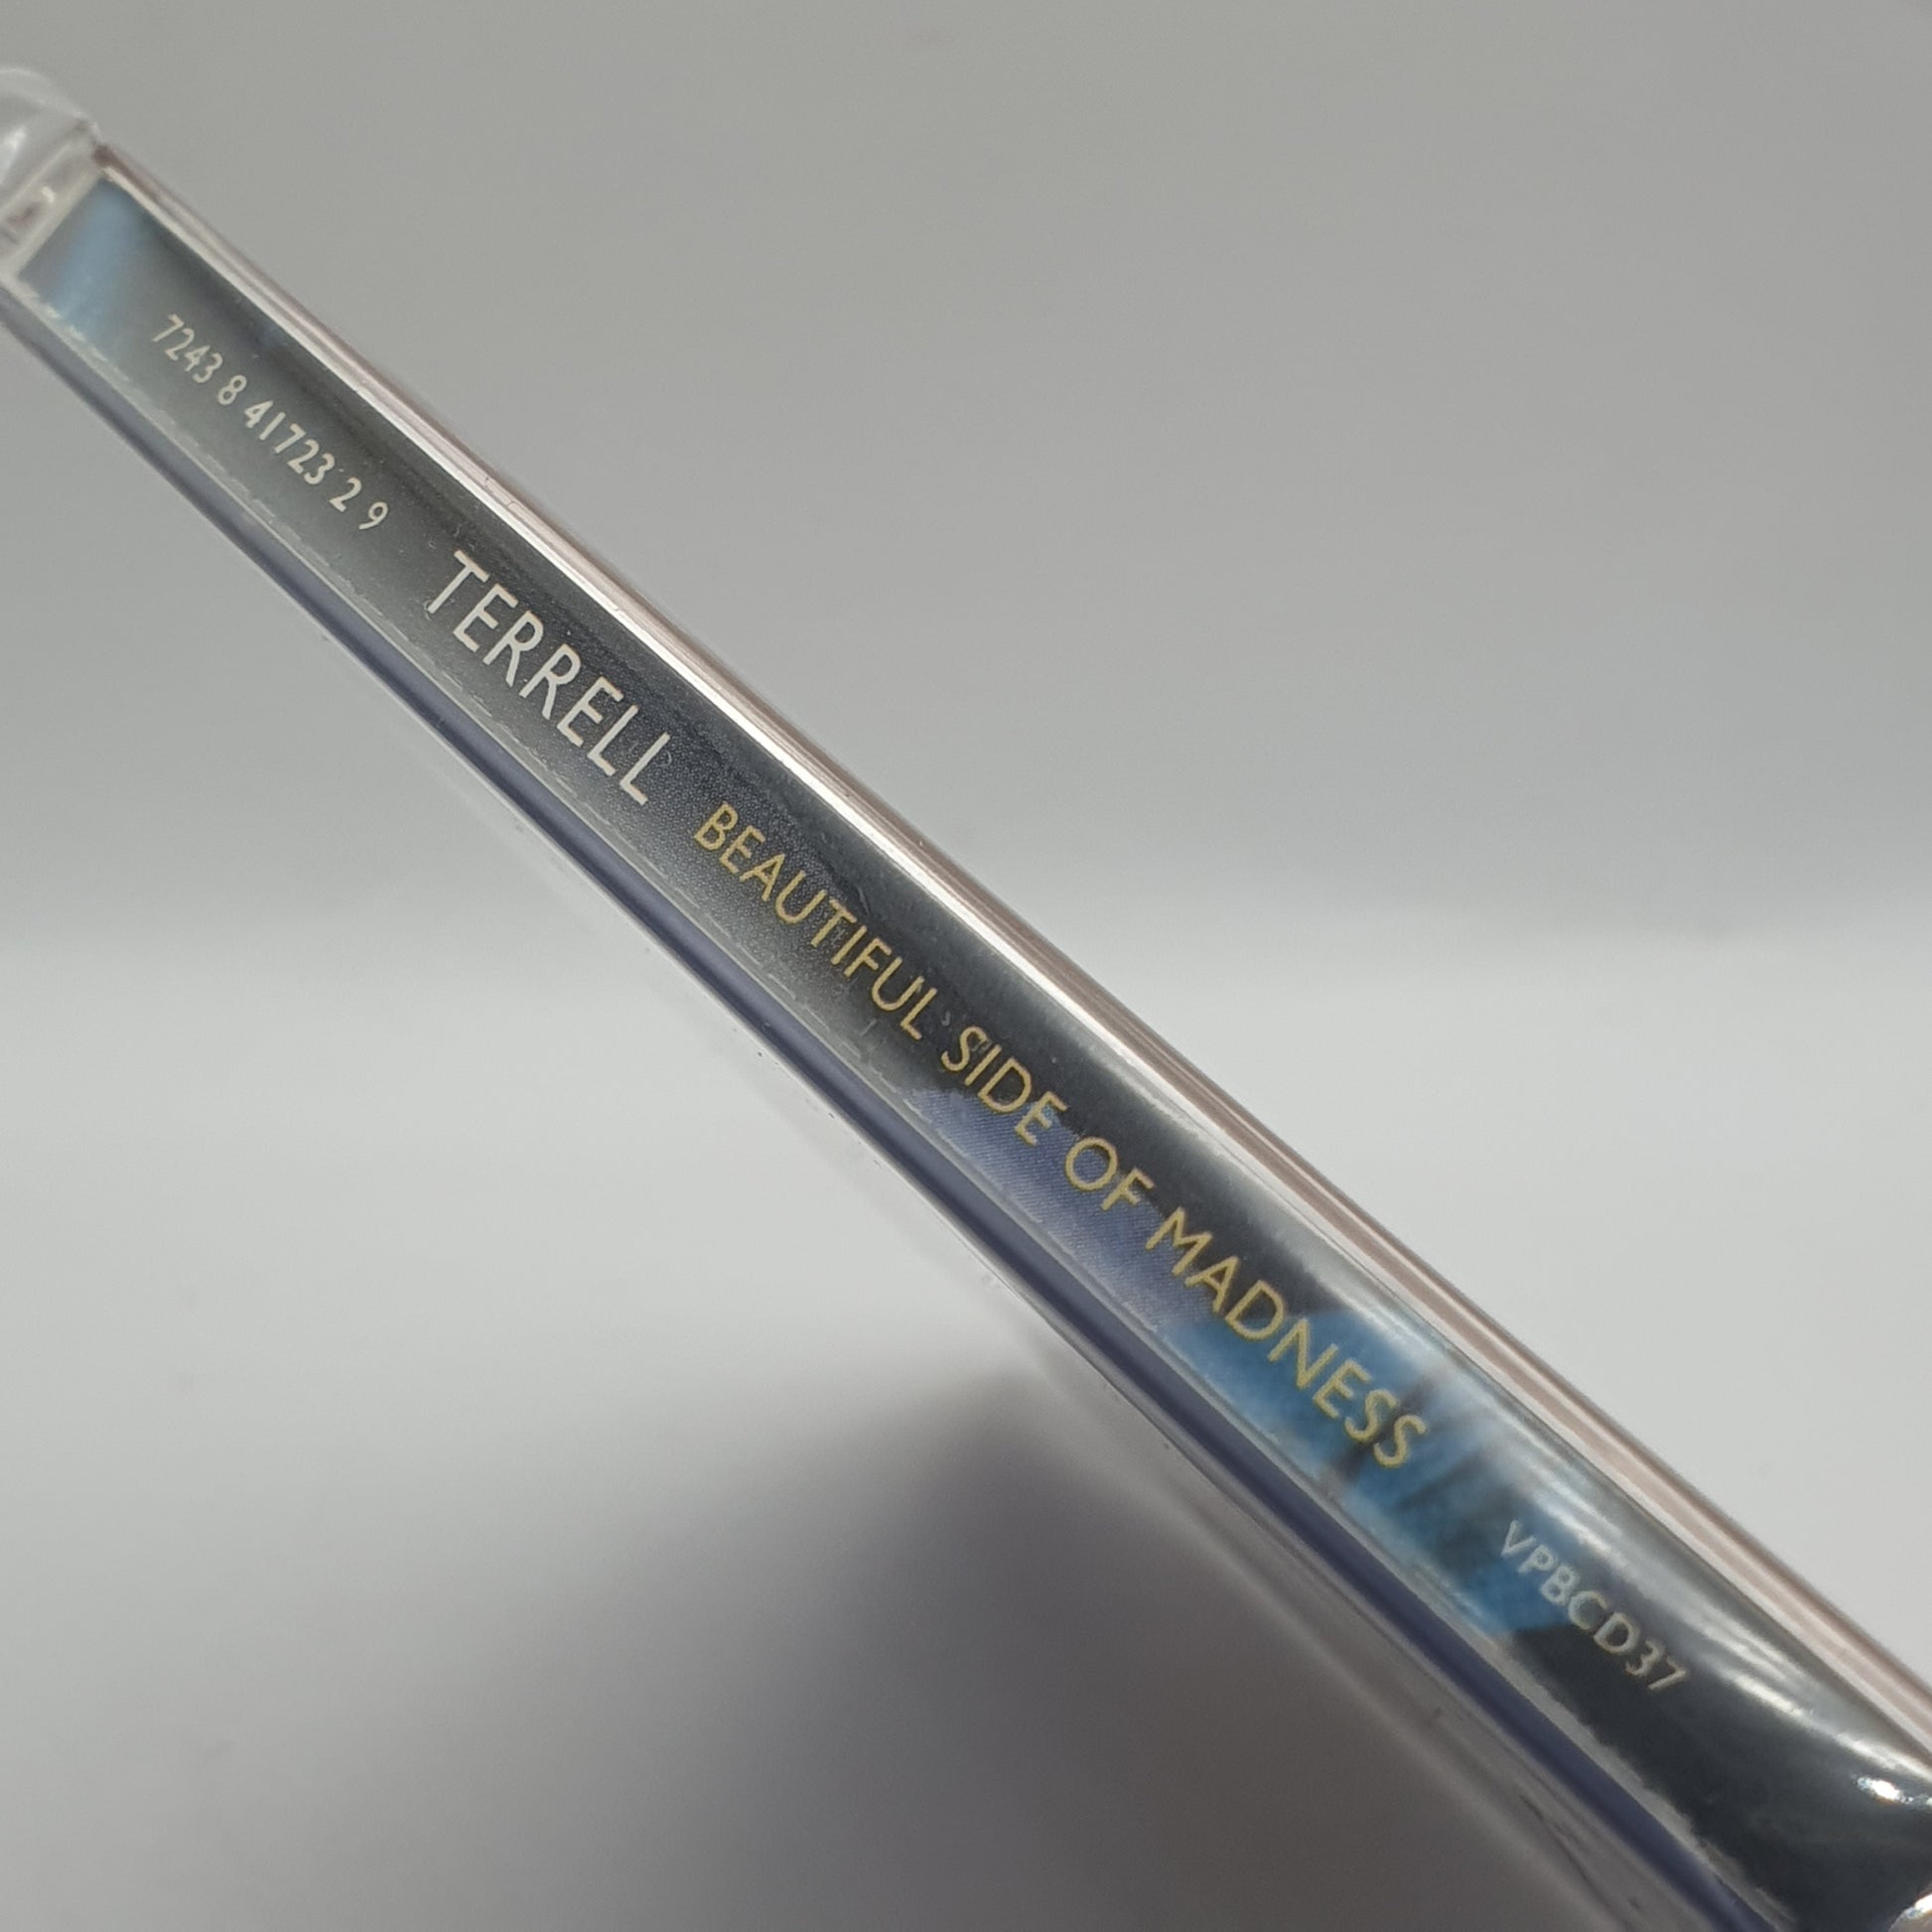 7243 8 41723 2 9 TERRELL BEAUTIFUL SIDE OF MADNESS VPBCD37